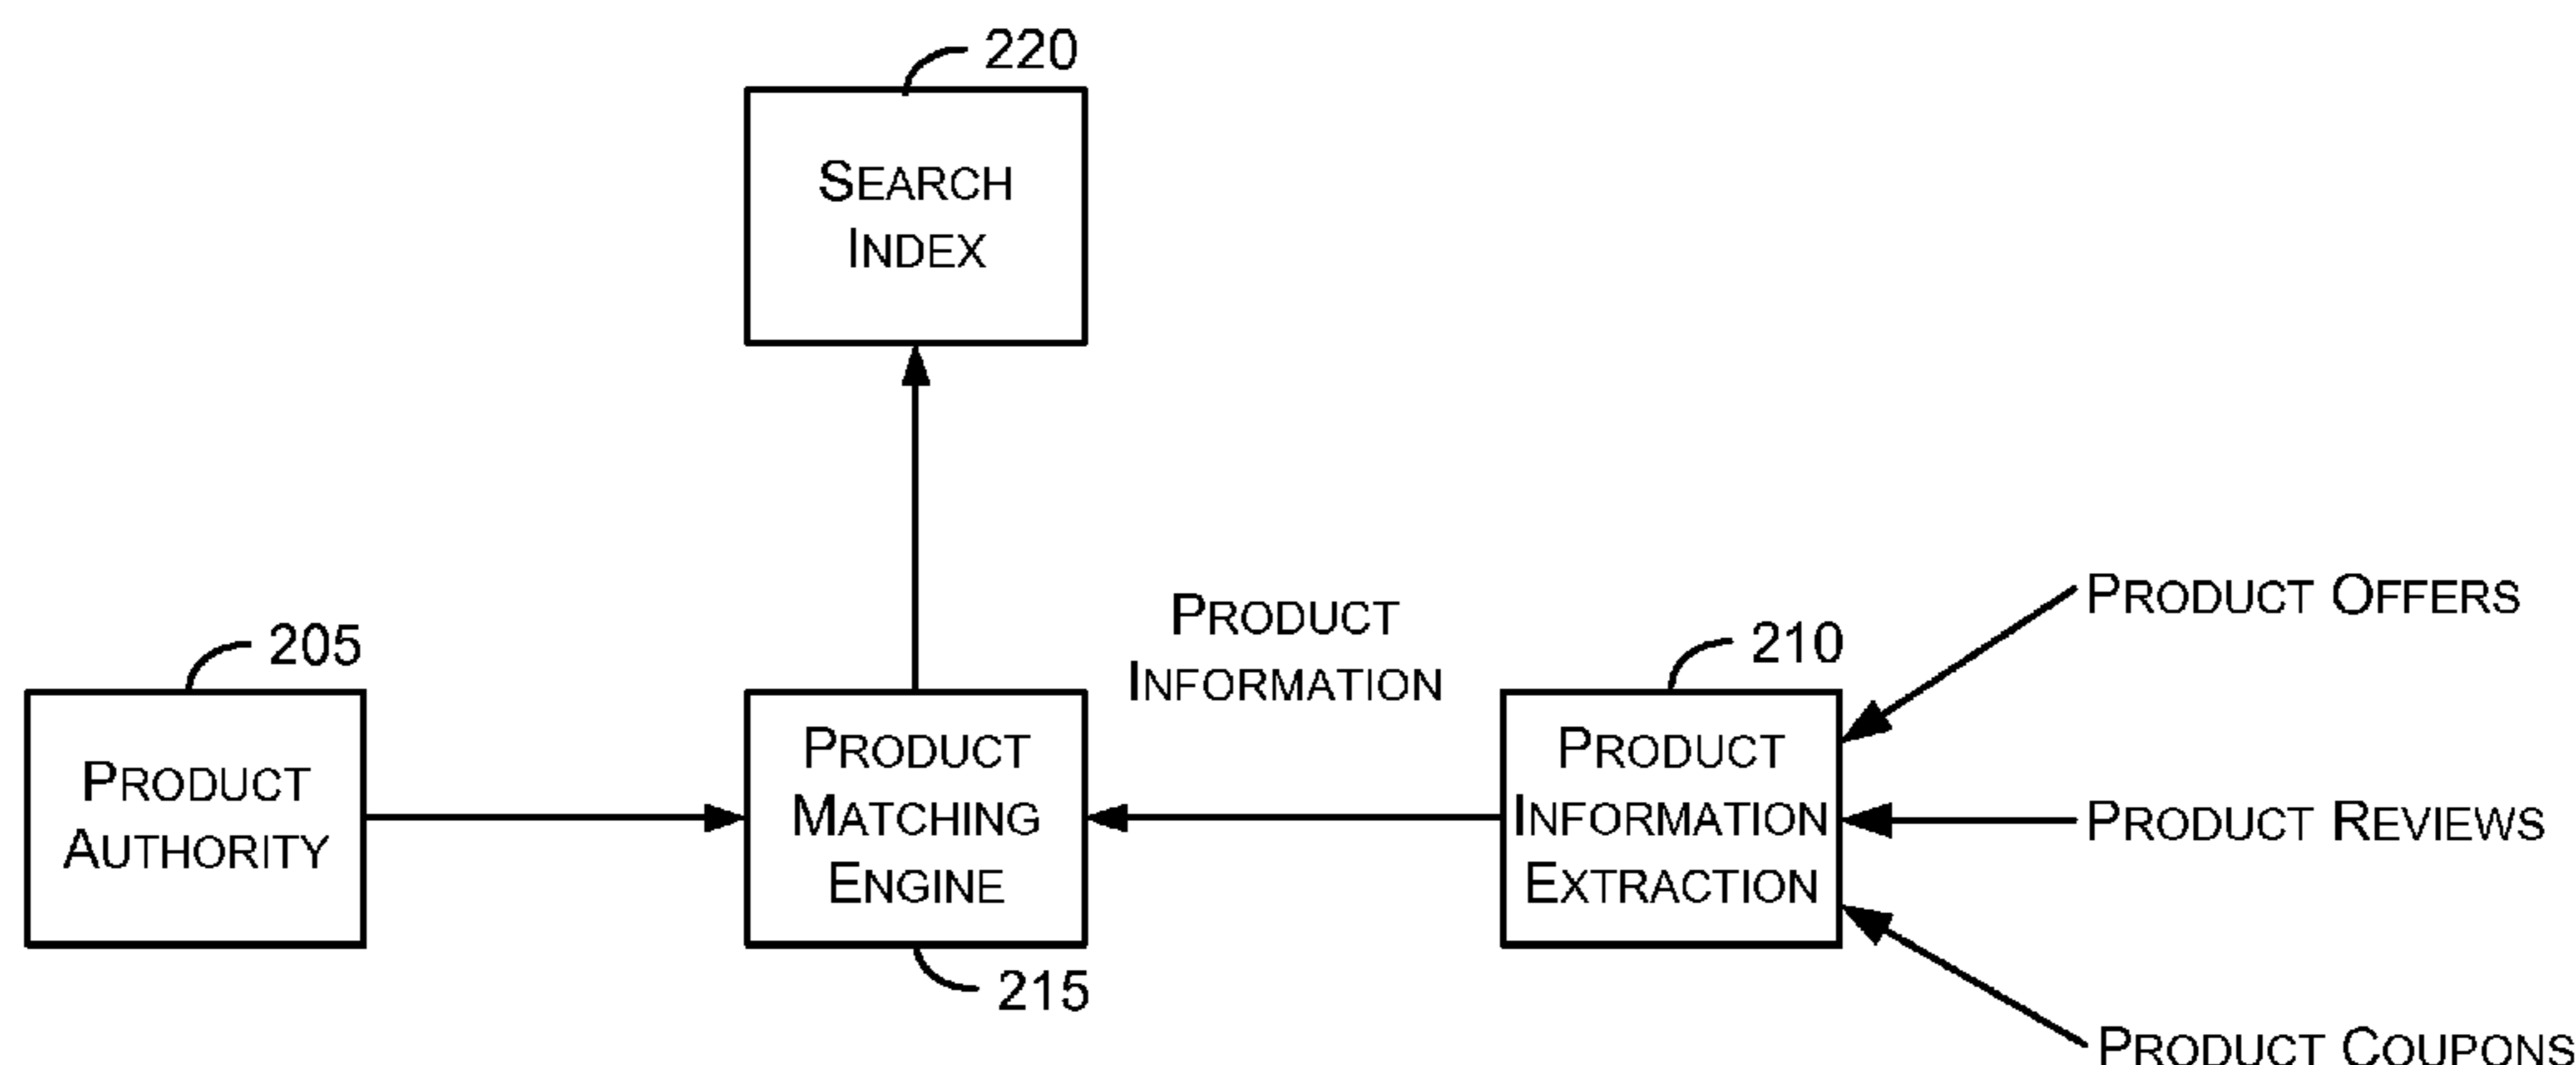 220
SEARCH
INDEX
205
PRODUCT
AUTHORITY
PRODUCT
MATCHING
ENGINE
215
PRODUCT
INFORMATION
210
PRODUCT
INFORMATION
EXTRACTION
PRODUCT OFFERS
PRODUCT REVIEWS
PRODUCT COUPONS